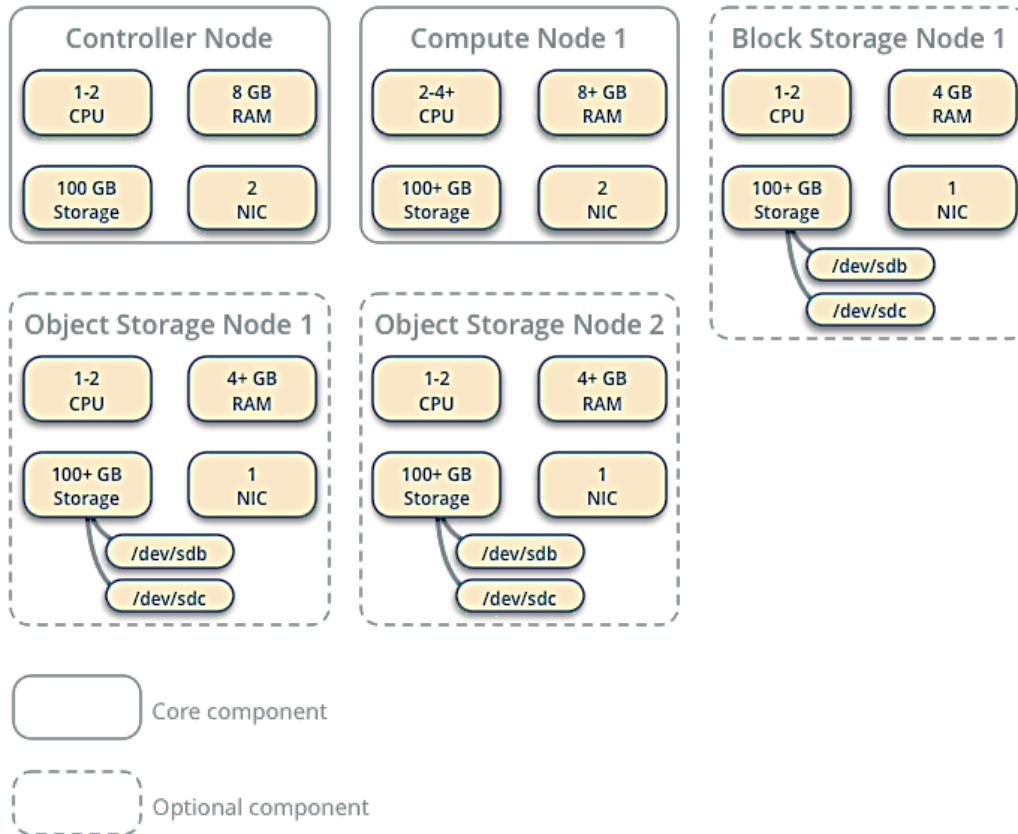 Controller Node
1-2
CPU
8 GB
RAM
100 GB
Storage
2
NIC
Compute Node 1
2-4+
CPU
8+ GB
RAM
100+ GB
Storage
2
NIC
Block Storage Node 1
1-2
CPU
4 GB
RAM
100+ GB
Storage
1
NIC
/dev/sdb
/dev/sdc
Object Storage Node 1
1-2
CPU
4+ GB
RAM
100+ GB
Storage
1
NIC
/dev/sdb
/dev/sdc
Object Storage Node 2
1-2
CPU
4+ GB
RAM
100+ GB
Storage
1
NIC
/dev/sdb
/dev/sdc
Core component
Optional component